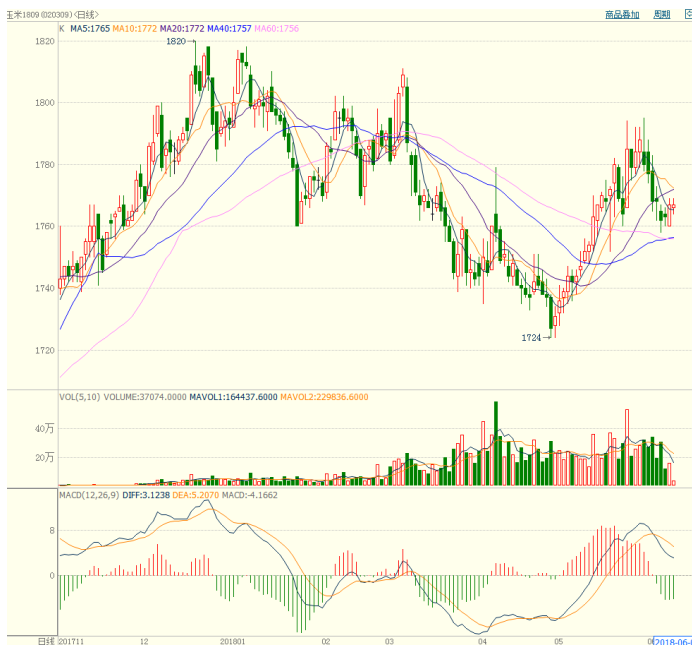 玉米1809 @20309)<日线>
商品叠加 周期
K MA5:1765 MA10:1772 MA20:1772 MA40:1757 MA60:1756
1820
1820
1800
1780
1760
1740
1724
1720
VOL(5,10) VOLUME:37074.0000 MAVOL1:164437.6000 MAVOL2:229836.6000
40万
20万
MACD(12,26,9) DIFF:3.1238 DEA:5.2070 MACD:-4.1662
8
0
日线 201711 12 201801 02 03 04 05 2018-06-0